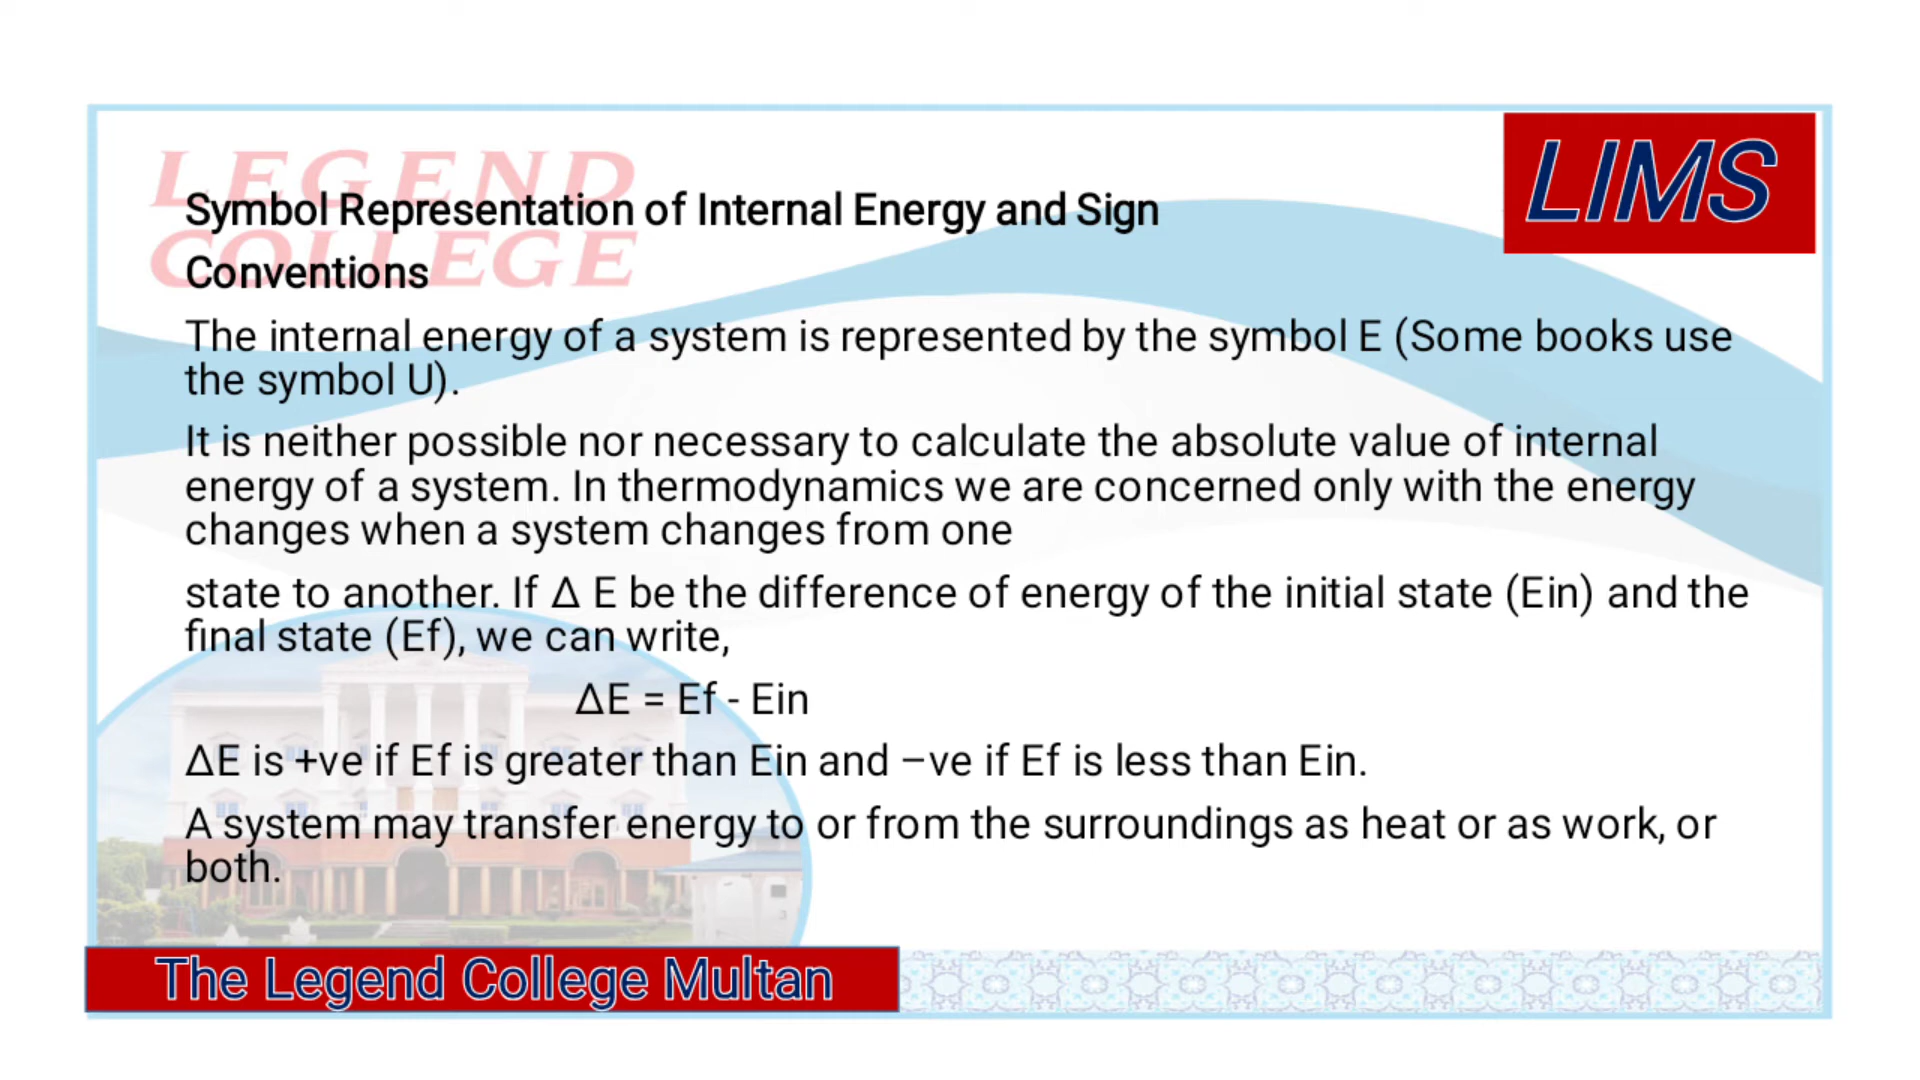 LEGEND
COLLEGE
LIMS
Symbol Representation of Internal Energy and Sign
Conventions
The internal energy of a system is represented by the symbol E (Some books use
the symbol U).
It is neither possible nor necessary to calculate the absolute value of internal
energy of a system. In thermodynamics we are concerned only with the energy
changes when a system changes from one
state to another. If Δ E be the difference of energy of the initial state (Ein) and the
final state (Ef), we can write,
ΔE = Ef - Ein
ΔE is +ve if Ef is greater than Ein and –ve if Ef is less than Ein.
A system may transfer energy to or from the surroundings as heat or as work, or
both.
The Legend College Multan